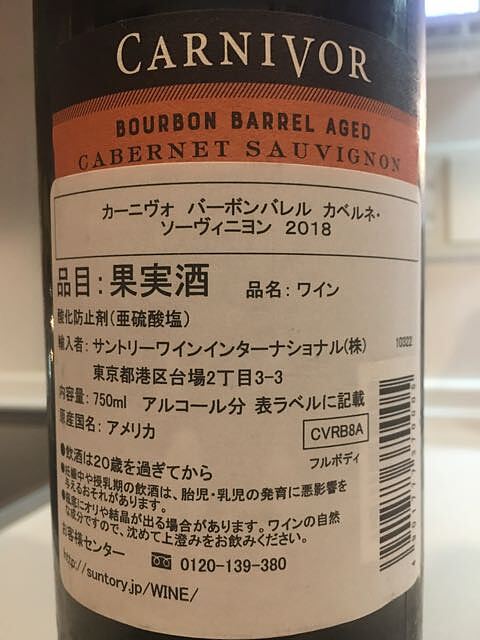 CARNIVOR
BOURBON BARREL AGED
CABERNET SAUVIGNON
カーニヴォ バーボンバレル カベルネ・
ソーヴィニヨン 2018
品目:果実酒 品名:ワイン
酸化防止剤(亜硫酸塩)
輸入者:サントリーワインインターナショナル(株) 10322
東京都港区台場2丁目3-3
内容量:750ml アルコール分 表ラベルに記載
原産国名:アメリカ CVRB8A
フルボディ
●飲酒は20歳を過ぎてから
●妊娠中や授乳期の飲酒は、胎児・乳児の発育に悪影響を
与えるおそれがあります。
●瓶底にオリや結晶が出る場合があります。ワインの自然
な成分ですので、沈めて上澄みをお飲みください。
お客様センター 0120-139-380
http://suntory.jp/WINE/